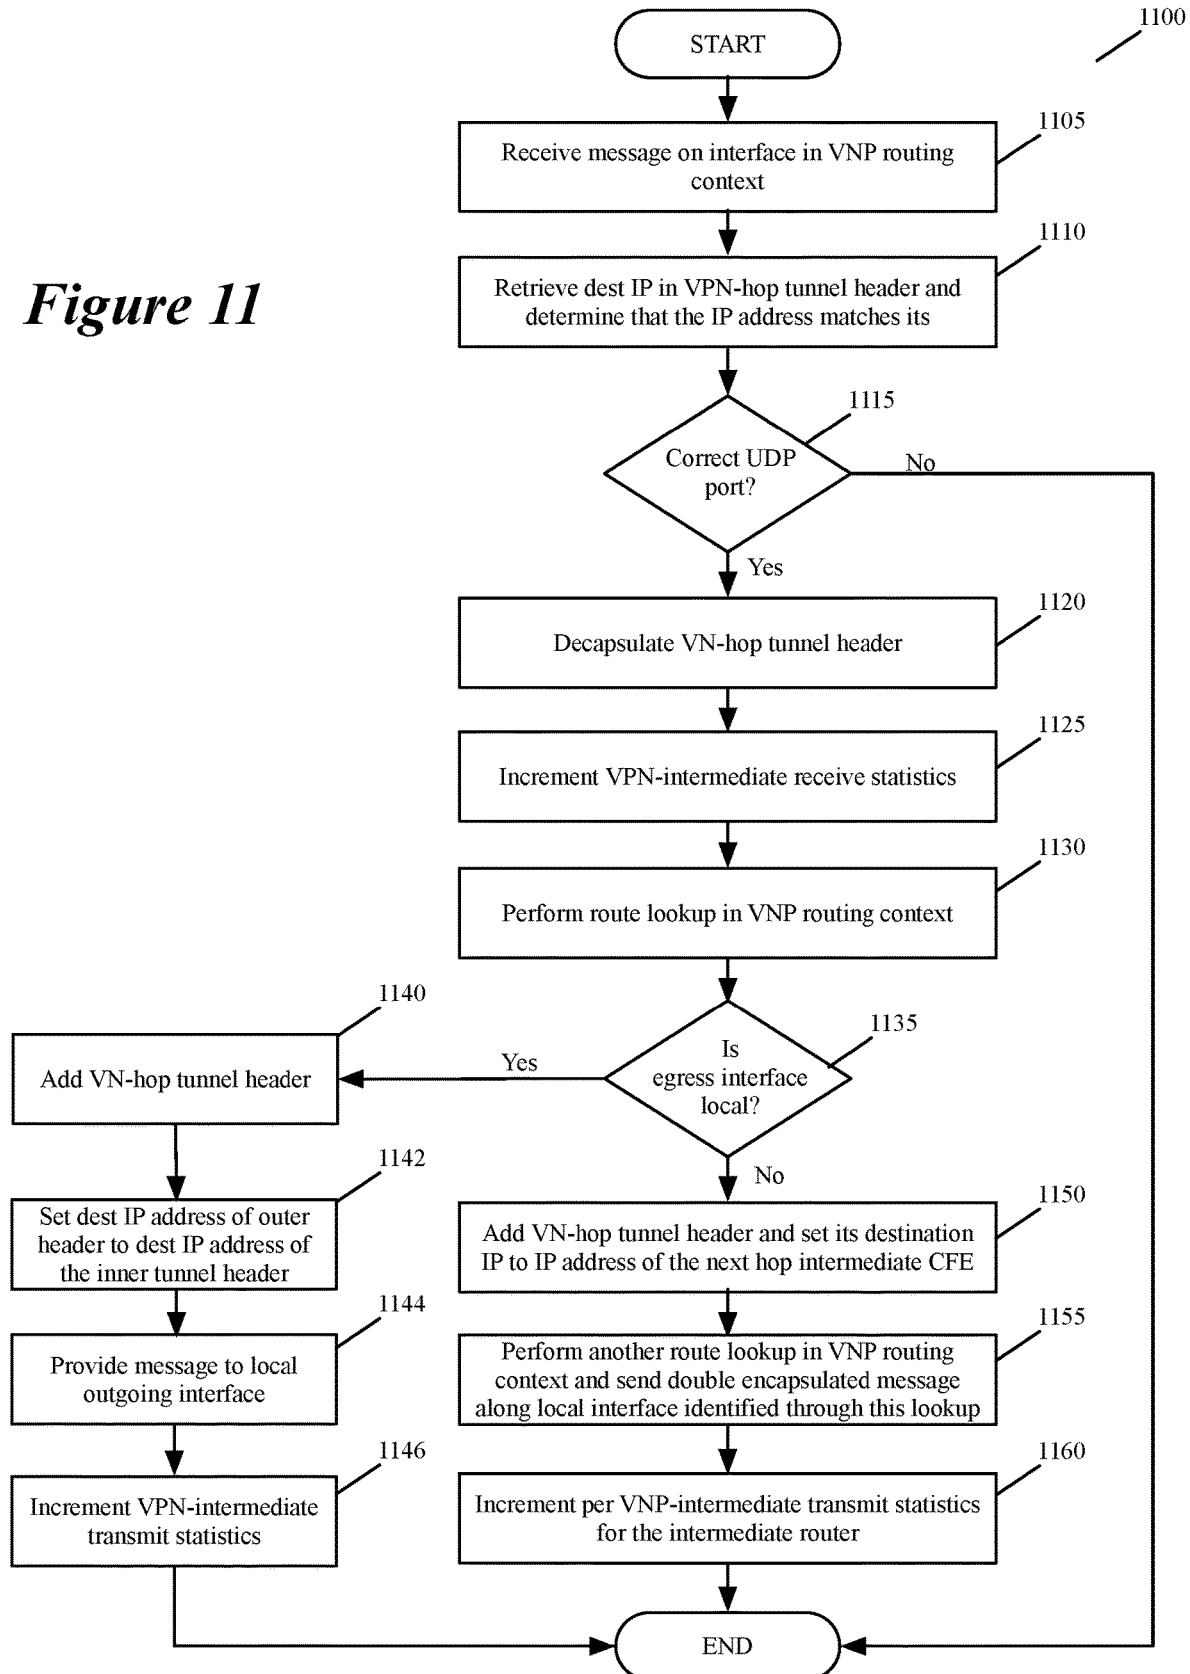 START
1100
1105
Receive message on interface in VNP routing
context
1110
Retrieve dest IP in VPN-hop tunnel header and
determine that the IP address matches its
Figure 11
1115
Correct UDP
port?
No
Yes
1120
Decapsulate VN-hop tunnel header
1125
Increment VPN-intermediate receive statistics
1130
Perform route lookup in VNP routing context
1135
Is
egress interface
local?
Yes
No
1140
Add VN-hop tunnel header
1142
Set dest IP address of outer
header to dest IP address of
the inner tunnel header
1144
Provide message to local
outgoing interface
1146
Increment VPN-intermediate
transmit statistics
1150
Add VN-hop tunnel header and set its destination
IP to IP address of the next hop intermediate CFE
1155
Perform another route lookup in VNP routing
context and send double encapsulated message
along local interface identified through this lookup
1160
Increment per VNP-intermediate transmit statistics
for the intermediate router
END